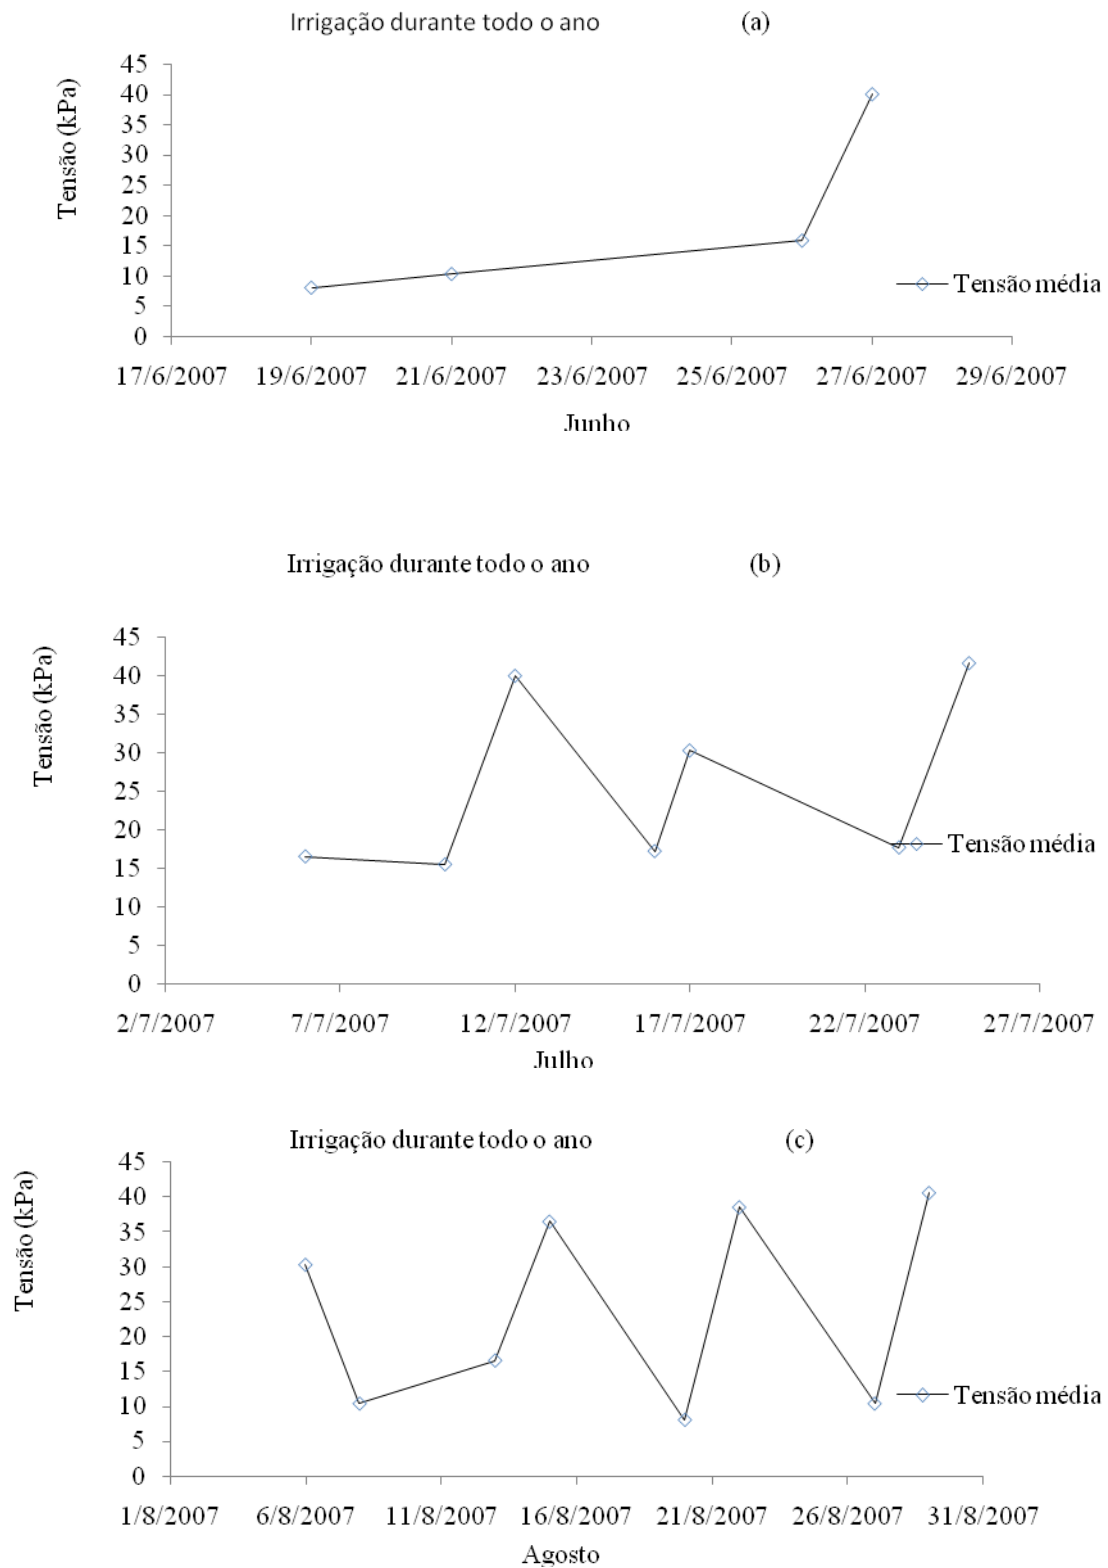 Irrigação durante todo o ano (a)
Tensão (kPa)
45
40
35
30
25
20
15
10
5
0
Tensão média
17/6/2007 19/6/2007 21/6/2007 23/6/2007 25/6/2007 27/6/2007 29/6/2007
Junho
Irrigação durante todo o ano (b)
Tensão (kPa)
45
40
35
30
25
20
15
10
5
0
Tensão média
2/7/2007 7/7/2007 12/7/2007 17/7/2007 22/7/2007 27/7/2007
Julho
Irrigação durante todo o ano (c)
Tensão (kPa)
45
40
35
30
25
20
15
10
5
0
Tensão média
1/8/2007 6/8/2007 11/8/2007 16/8/2007 21/8/2007 26/8/2007 31/8/2007
Agosto